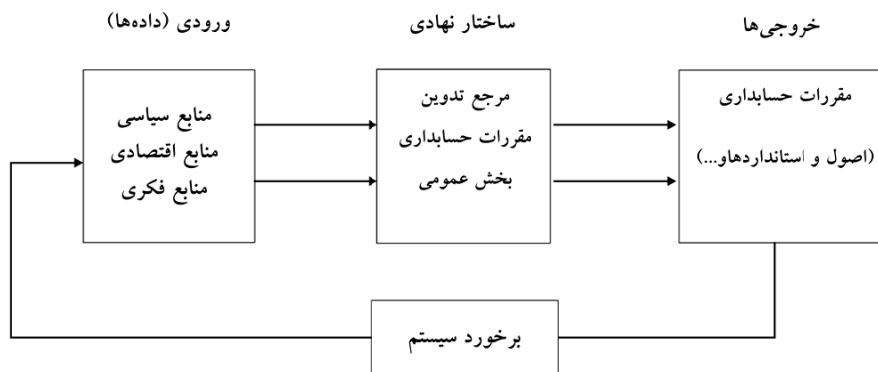 ورودی (داده‌ها)
ساختار نهادی
خروجی‌ها
منابع سیاسی
منابع اقتصادی
منابع فکری
مرجع تدوین
مقررات حسابداری
بخش عمومی
مقررات حسابداری
(اصول و استانداردهاو...)
برخورد سیستم